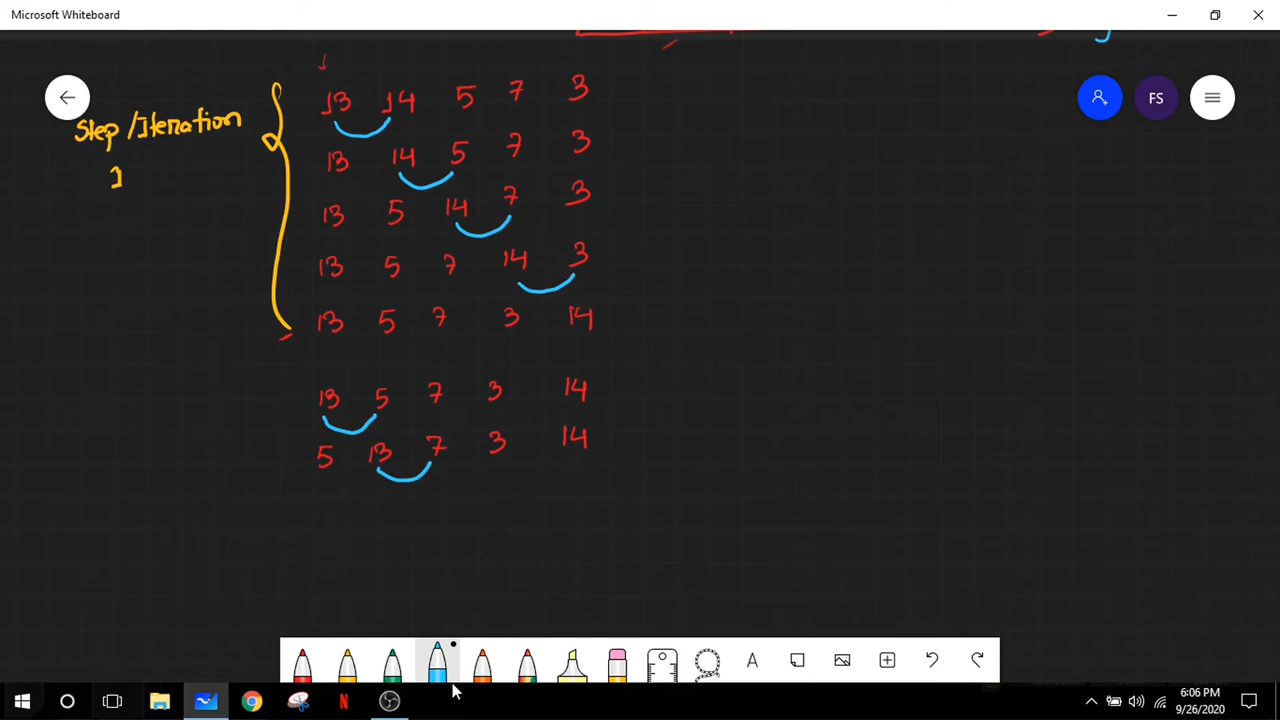 Microsoft Whiteboard
13 14 5 7 3
Step/Iteration
1
13 14 5 7 3
13 5 14 7 3
13 5 7 14 3
13 5 7 3 14
13 5 7 3 14
5 13 7 3 14
FS
A
N
6:06 PM
9/26/2020